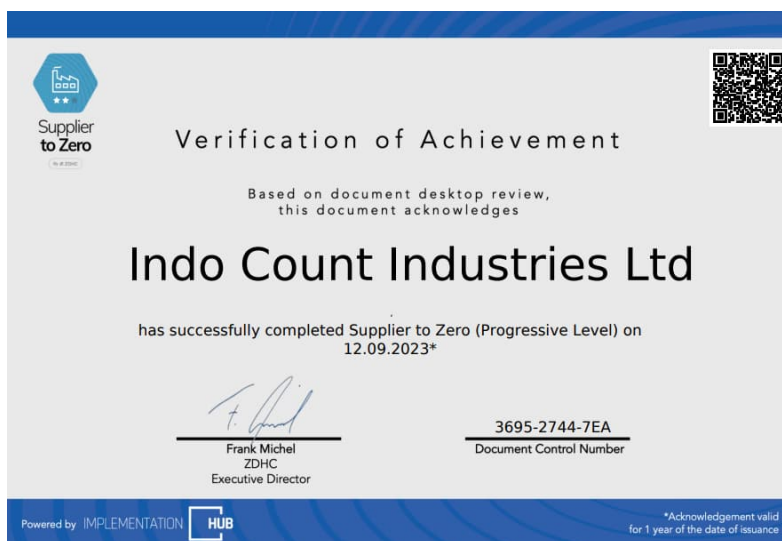 Supplier
to Zero
Verification of Achievement
Based on document desktop review,
this document acknowledges
Indo Count Industries Ltd
.
has successfully completed Supplier to Zero (Progressive Level) on
12.09.2023*
3695-2744-7EA
Frank Michel
Document Control Number
ZDHC
Executive Director
Powered by IMPLEMENTATION HUB
*Acknowledgement valid
for 1 year of the date of issuance